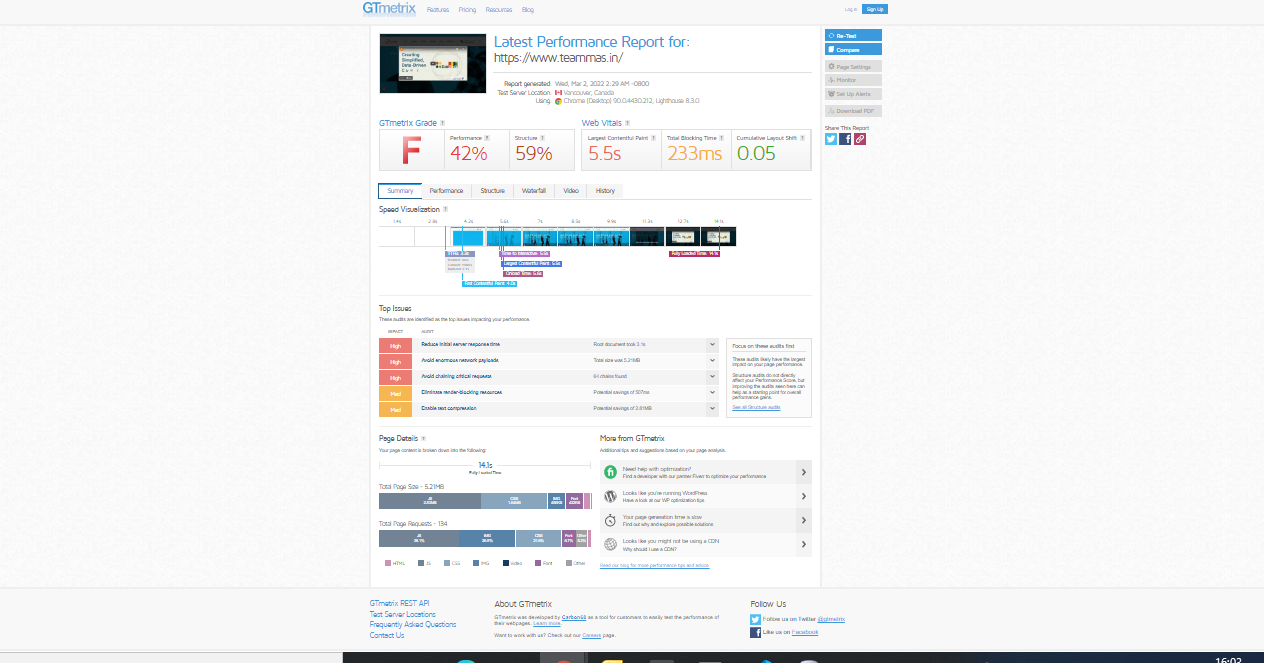 GTmetrix Features Pricing Resources Blog Log in Sign Up
Latest Performance Report for:
https://www.teammas.in/
Report generated: Wed, Mar 2, 2022 2:29 AM -0800
Test Server Location: Vancouver, Canada
Using: Chrome (Desktop) 90.0.4430.212, Lighthouse 8.3.0
Re-Test
Compare
Page Settings
Monitor
Set Up Alerts
Download PDF
Share This Report
GTmetrix Grade ?
F
Performance ?
42%
Structure ?
59%
Web Vitals ?
Largest Contentful Paint ?
5.5s
Total Blocking Time ?
233ms
Cumulative Layout Shift ?
0.05
Summary Performance Structure Waterfall Video History
Speed Visualization ?
1.4s 2.8s 4.2s 5.6s 7s 8.5s 9.9s 11.3s 12.7s 14.1s
Time to Interactive: 5.5s
Largest Contentful Paint: 5.5s
Onload Time: 5.6s
First Contentful Paint: 4.0s
Fully Loaded Time: 14.1s
Top Issues
These audits are identified as the top issues impacting your performance.
IMPACT AUDIT
High Reduce initial server response time Root document took 3.1s
High Avoid enormous network payloads Total size was 5.21MB
High Avoid chaining critical requests 64 chains found
Med Eliminate render-blocking resources Potential savings of 507ms
Med Enable text compression Potential savings of 2.81MB
Focus on these audits first
These audits likely have the largest
impact on your page performance.
Structure audits do not directly
affect your Performance Score, but
improving the audits seen here can
help as a starting point for overall
performance gains.
See all Structure audits
Page Details ?
Your page content is broken down into the following:
14.1s
Fully Loaded Time
Total Page Size - 5.21MB
JS
CSS
IMG
Font
Total Page Requests - 134
JS
IMG
CSS
Font
Other
HTML JS CSS IMG Video Font Other
More from GTmetrix
Additional tips and suggestions based on your page analysis.
Need help with optimization?
Find a developer with our partner Fiverr to optimize your performance
Looks like you're running WordPress
Have a look at our WP optimization tips
Your page generation time is slow
Find out why and explore possible solutions
Looks like you might not be using a CDN
Why should I use a CDN?
Read our blog for more performance tips and advice.
GTmetrix REST API
Test Server Locations
Frequently Asked Questions
Contact Us
About GTmetrix
GTmetrix was developed by Carbon60 as a tool for customers to easily test the performance of
their webpages. Learn more.
Want to work with us? Check out our Careers page.
Follow Us
Follow us on Twitter @gtmetrix
Like us on Facebook
16:02